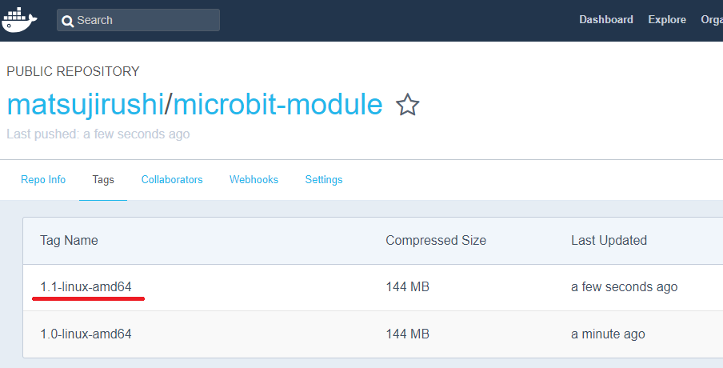 Search
Dashboard Explore Orga
PUBLIC REPOSITORY
matsujirushi/microbit-module
Last pushed: a few seconds ago
Repo Info Tags Collaborators Webhooks Settings
Tag Name Compressed Size Last Updated
1.1-linux-amd64 144 MB a few seconds ago
1.0-linux-amd64 144 MB a minute ago